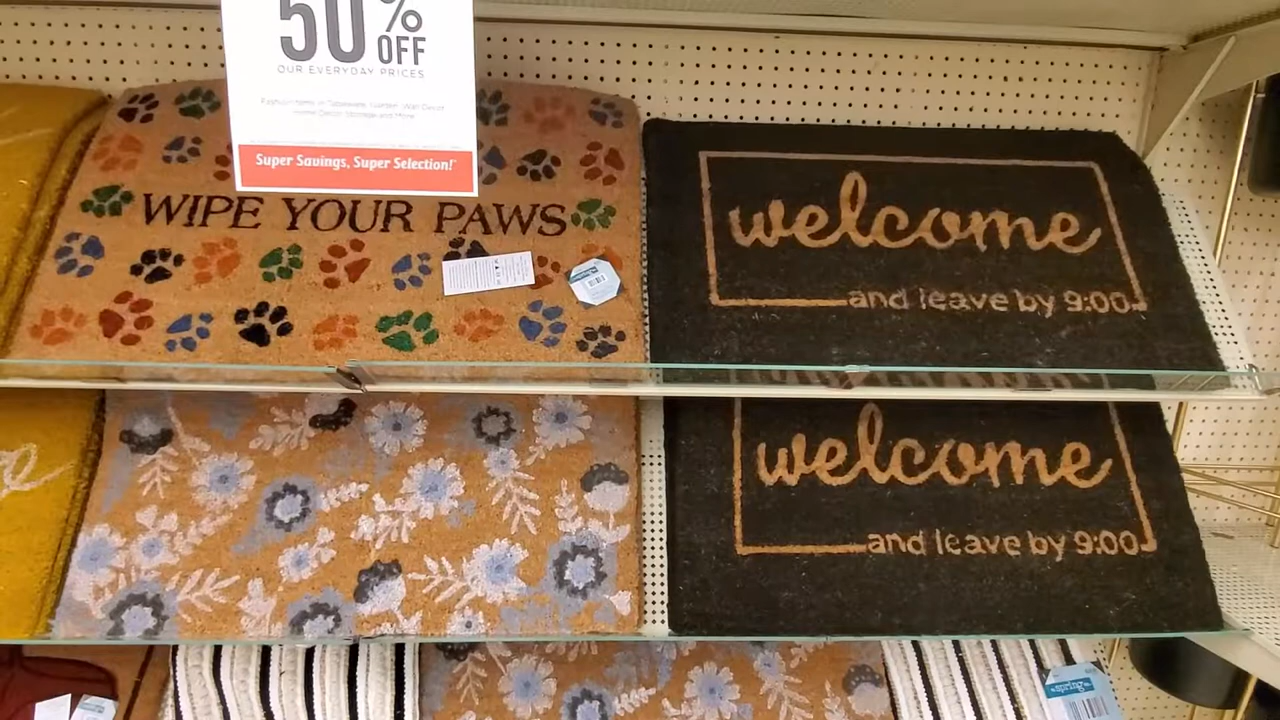 50% OFF
OUR EVERYDAY PRICES
Super Savings, Super Selection!
WIPE YOUR PAWS
welcome
and leave by 9:00
welcome
and leave by 9:00